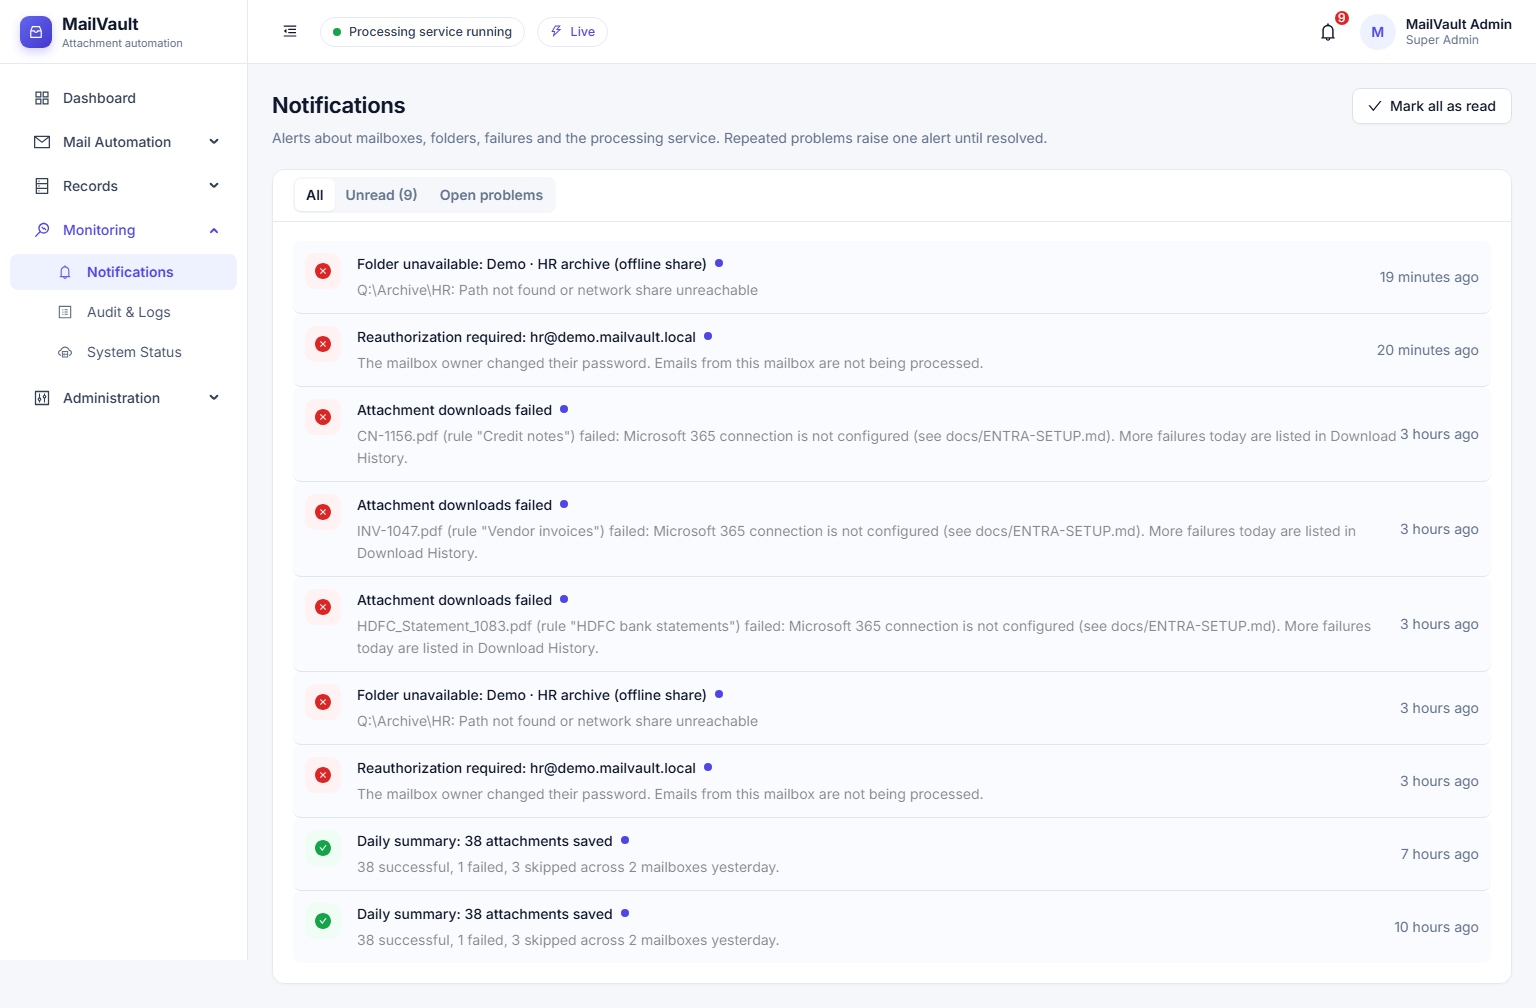 MailVault
Attachment automation
Processing service running
Live
9
M
MailVault Admin
Super Admin
Dashboard
Mail Automation
Records
Monitoring
Notifications
Audit & Logs
System Status
Administration
Notifications
Alerts about mailboxes, folders, failures and the processing service. Repeated problems raise one alert until resolved.
Mark all as read
All
Unread (9)
Open problems
Folder unavailable: Demo · HR archive (offline share)
Q:\Archive\HR: Path not found or network share unreachable
19 minutes ago
Reauthorization required: hr@demo.mailvault.local
The mailbox owner changed their password. Emails from this mailbox are not being processed.
20 minutes ago
Attachment downloads failed
CN-1156.pdf (rule "Credit notes") failed: Microsoft 365 connection is not configured (see docs/ENTRA-SETUP.md). More failures today are listed in Download
History.
3 hours ago
Attachment downloads failed
INV-1047.pdf (rule "Vendor invoices") failed: Microsoft 365 connection is not configured (see docs/ENTRA-SETUP.md). More failures today are listed in
Download History.
3 hours ago
Attachment downloads failed
HDFC_Statement_1083.pdf (rule "HDFC bank statements") failed: Microsoft 365 connection is not configured (see docs/ENTRA-SETUP.md). More failures
today are listed in Download History.
3 hours ago
Folder unavailable: Demo · HR archive (offline share)
Q:\Archive\HR: Path not found or network share unreachable
3 hours ago
Reauthorization required: hr@demo.mailvault.local
The mailbox owner changed their password. Emails from this mailbox are not being processed.
3 hours ago
Daily summary: 38 attachments saved
38 successful, 1 failed, 3 skipped across 2 mailboxes yesterday.
7 hours ago
Daily summary: 38 attachments saved
38 successful, 1 failed, 3 skipped across 2 mailboxes yesterday.
10 hours ago